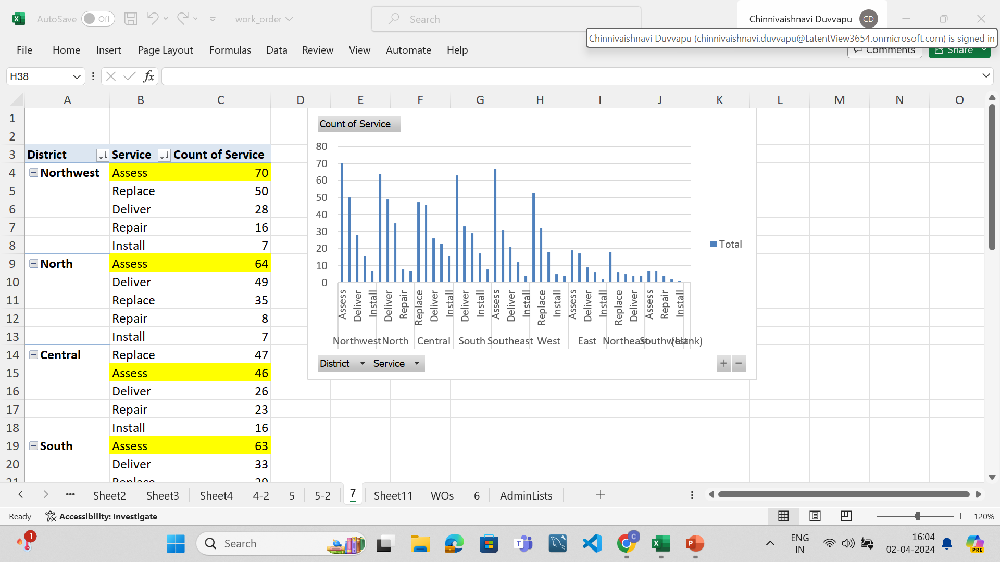 AutoSave Off work_order Search Chinnivaishnavi Duvvapu CD
Chinnivaishnavi Duvvapu (chinnivaishnavi.duvvapu@LatentView3654.onmicrosoft.com) is signed in
File Home Insert Page Layout Formulas Data Review View Automate Help Comments Share
H38 fx
A B C D E F G H I J K L M N O
1
2
3 District Service Count of Service
4 Northwest Assess 70
5 Replace 50
6 Deliver 28
7 Repair 16
8 Install 7
9 North Assess 64
10 Deliver 49
11 Replace 35
12 Repair 8
13 Install 7
14 Central Replace 47
15 Assess 46
16 Deliver 26
17 Repair 23
18 Install 16
19 South Assess 63
20 Deliver 33
21 Replace 29
Count of Service
80
70
60
50
40
30
20
10
0
Total
Assess Deliver Install Deliver Repair Replace Deliver Install Deliver Install Assess Deliver Install Replace Install Assess Deliver Install Replace Deliver Assess Repair Install
Northwest North Central South Southeast West East Northeast Southwest (blank)
District Service + −
Sheet2 Sheet3 Sheet4 4-2 5 5-2 7 Sheet11 WOs 6 AdminLists +
Ready Accessibility: Investigate 120%
1 Search ENG IN 16:04 02-04-2024 PRE